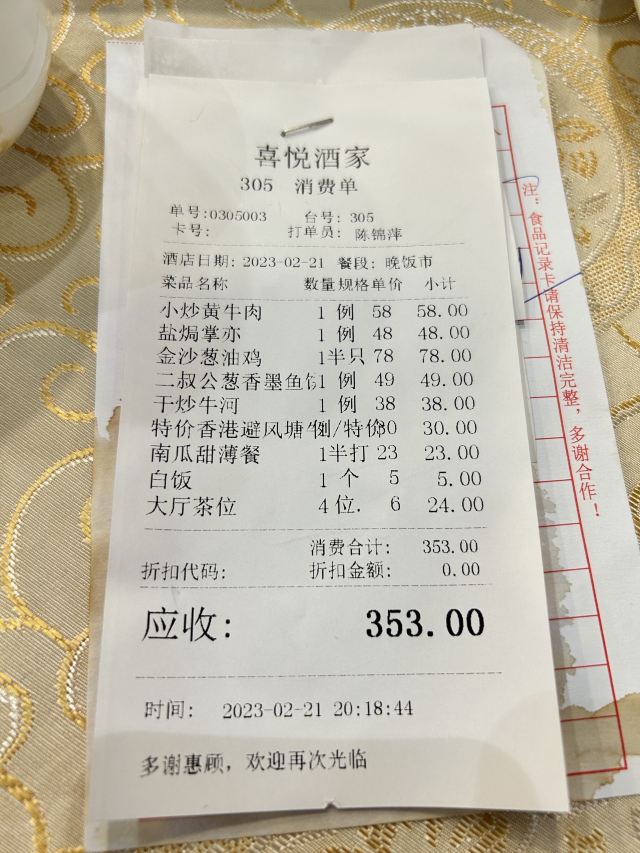 喜悦酒家
305 消费单
单号:0305003 台号: 305
卡号: 打单员: 陈锦萍
酒店日期: 2023-02-21 餐段: 晚饭市
菜品名称 数量规格单价 小计
小炒黄牛肉 1 例 58 58.00
盐焗掌亦 1 例 48 48.00
金沙葱油鸡 1半只 78 78.00
二叔公葱香墨鱼 1 例 49 49.00
干炒牛河 1 例 38 38.00
特价香港避风塘 例/特价 30.00
南瓜甜薄餐 1半打 23 23.00
白饭 1 个 5 5.00
大厅茶位 4 位. 6 24.00
消费合计: 353.00
折扣代码: 折扣金额: 0.00
应收: 353.00
时间: 2023-02-21 20:18:44
多谢惠顾，欢迎再次光临
注：食品记录卡请保持清洁完整，多谢合作！